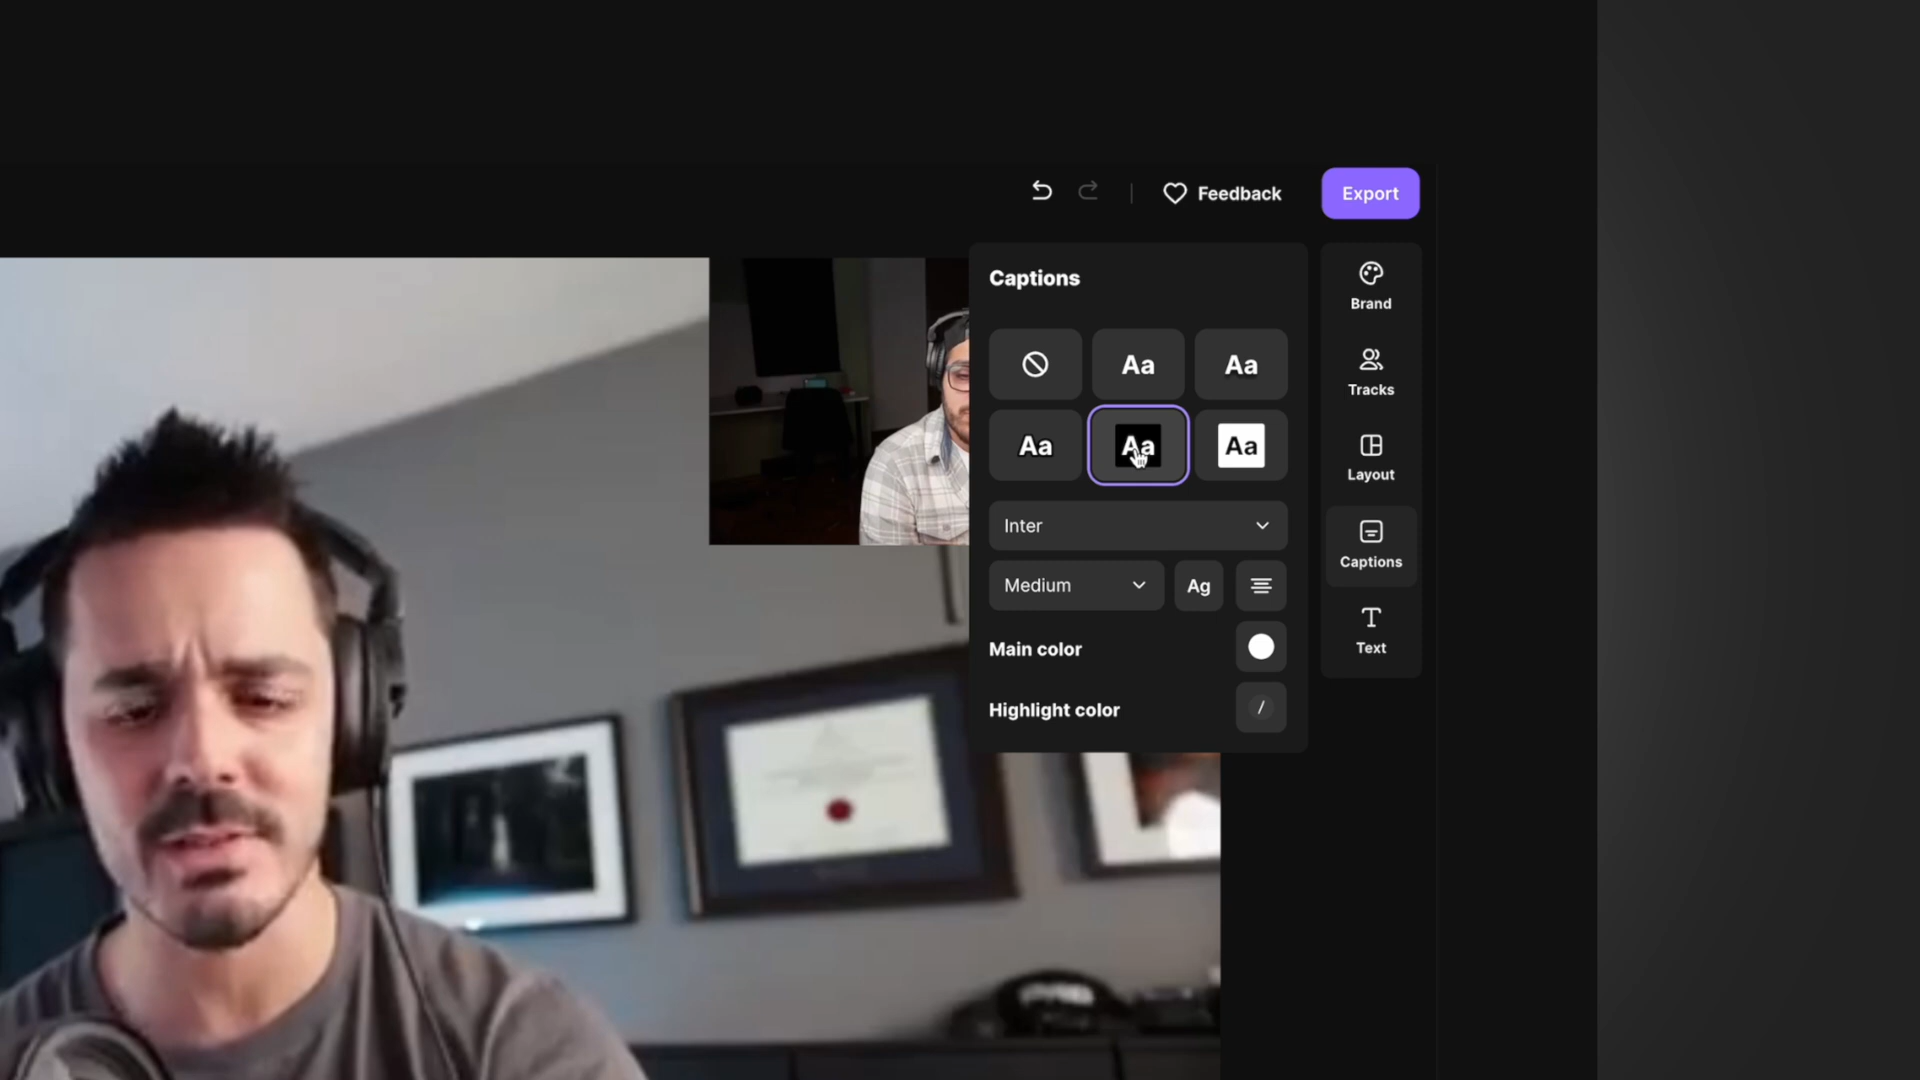 Feedback
Export
Captions
Aa
Aa
Aa
Aa
Aa
Inter
Medium
Ag
Main color
Highlight color
Brand
Tracks
Layout
Captions
Text